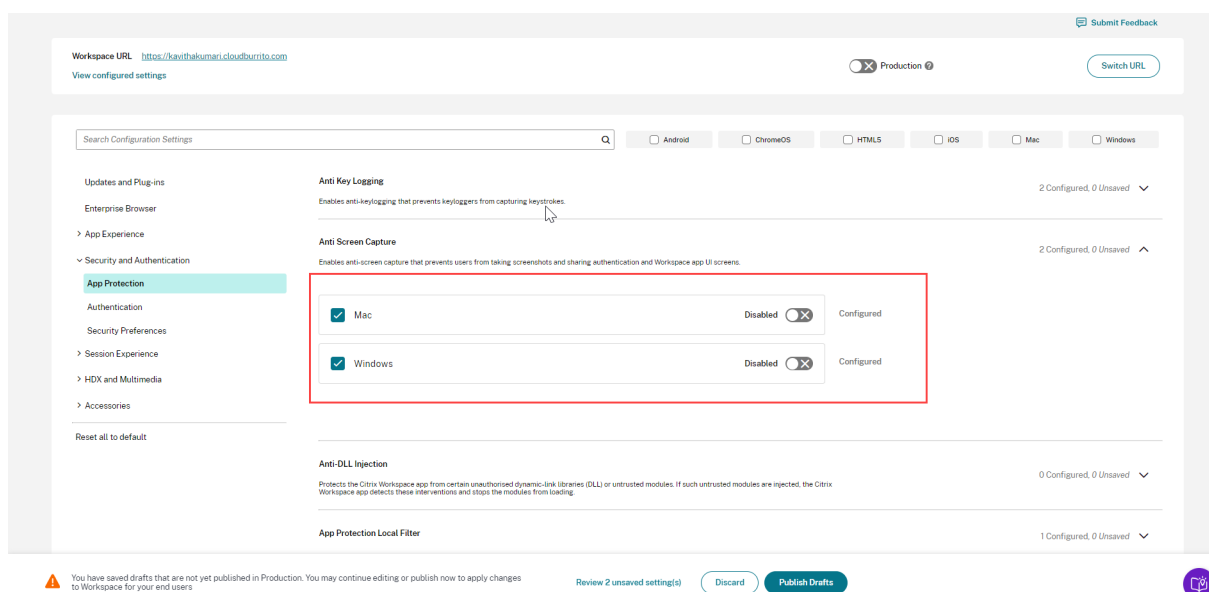 Submit Feedback
Workspace URL https://kavithakumari.cloudburrito.com
View configured settings
Production
Switch URL
Search Configuration Settings
Android
ChromeOS
HTML5
iOS
Mac
Windows
Updates and Plug-ins
Enterprise Browser
App Experience
Security and Authentication
App Protection
Authentication
Security Preferences
Session Experience
HDX and Multimedia
Accessories
Reset all to default
Anti Key Logging
2 Configured, 0 Unsaved
Enables anti-keylogging that prevents keyloggers from capturing keystrokes.
Anti Screen Capture
2 Configured, 0 Unsaved
Enables anti-screen capture that prevents users from taking screenshots and sharing authentication and Workspace app UI screens.
Mac
Disabled
Configured
Windows
Disabled
Configured
Anti-DLL Injection
0 Configured, 0 Unsaved
Protects the Citrix Workspace app from certain unauthorised dynamic-link libraries (DLL) or untrusted modules. If such untrusted modules are injected, the Citrix
Workspace app detects these interventions and stops the modules from loading.
App Protection Local Filter
1 Configured, 0 Unsaved
You have saved drafts that are not yet published in Production. You may continue editing or publish now to apply changes
to Workspace for your end users
Review 2 unsaved setting(s)
Discard
Publish Drafts